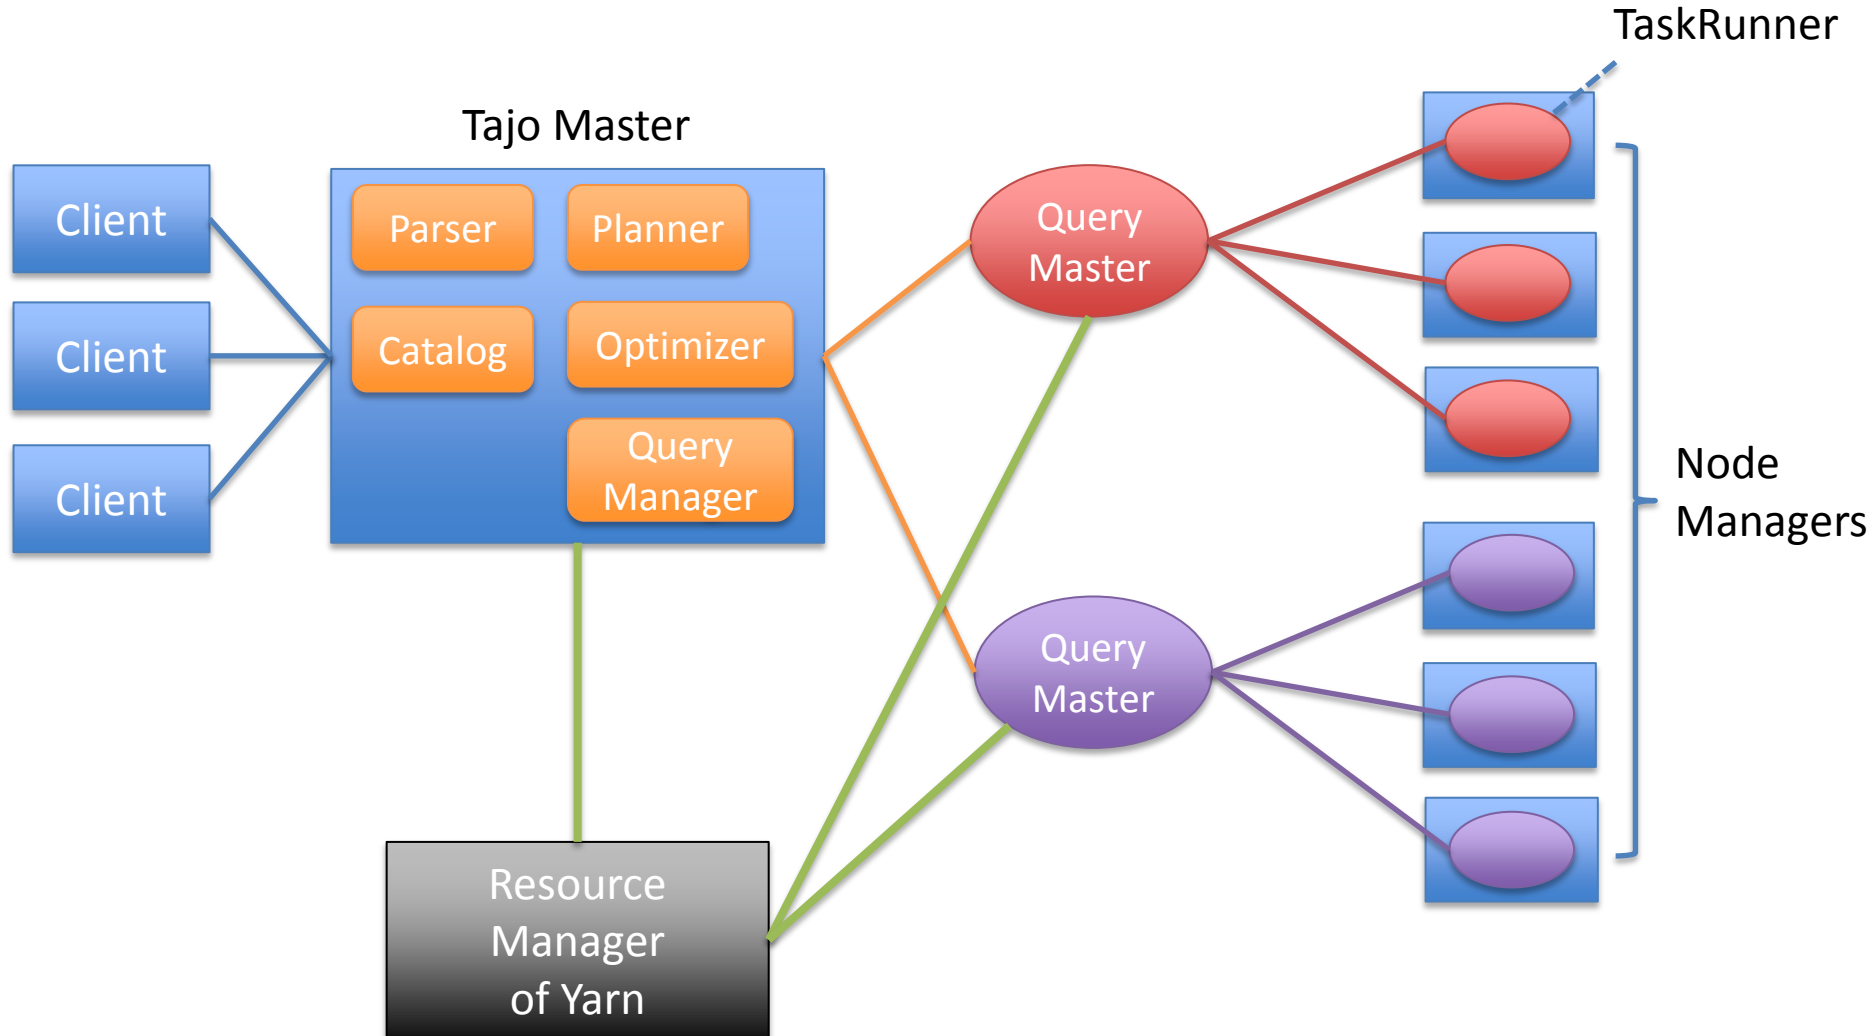 TaskRunner
Tajo Master
Client
Client
Client
Parser
Planner
Catalog
Optimizer
Query
Manager
Query
Master
Query
Master
Node
Managers
Resource
Manager
of Yarn